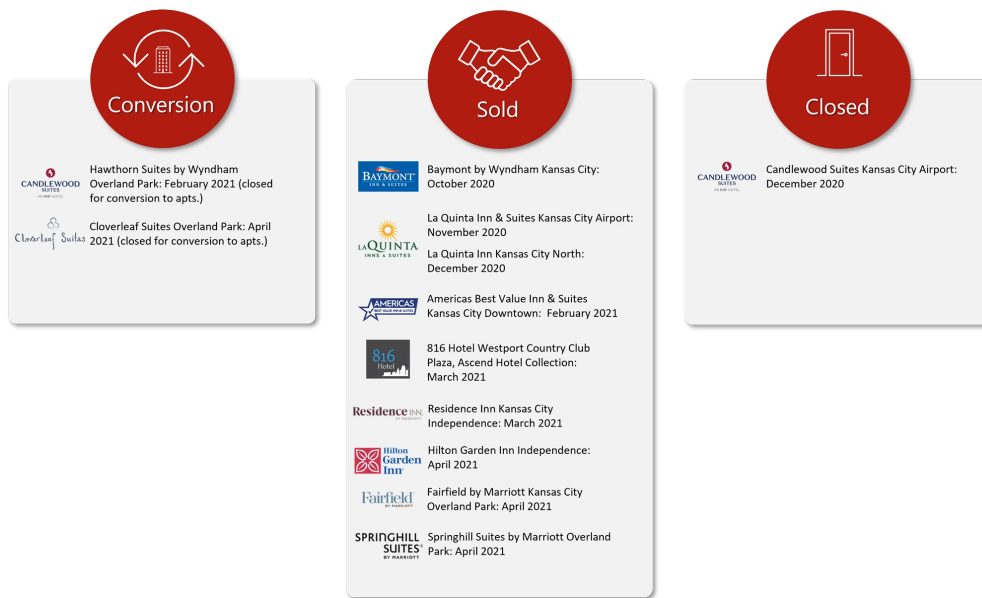 Conversion
CANDLEWOOD
SUITES
AN IHG HOTEL
Hawthorn Suites by Wyndham
Overland Park: February 2021 (closed
for conversion to apts.)
Cloverleaf Suites
Cloverleaf Suites Overland Park: April
2021 (closed for conversion to apts.)
Sold
BAYMONT
INN & SUITES
Baymont by Wyndham Kansas City:
October 2020
LAQUINTA
INNS & SUITES
La Quinta Inn & Suites Kansas City Airport:
November 2020
La Quinta Inn Kansas City North:
December 2020
AMERICAS
BEST VALUE INN & SUITES
Americas Best Value Inn & Suites
Kansas City Downtown:  February 2021
816
Hotel
816 Hotel Westport Country Club
Plaza, Ascend Hotel Collection:
March 2021
Residence INN.
BY MARRIOTT
Residence Inn Kansas City
Independence: March 2021
Hilton
Garden
Inn
Hilton Garden Inn Independence:
April 2021
Fairfield
BY MARRIOTT
Fairfield by Marriott Kansas City
Overland Park: April 2021
SPRINGHILL
SUITES®
BY MARRIOTT
Springhill Suites by Marriott Overland
Park: April 2021
Closed
CANDLEWOOD
SUITES
AN IHG HOTEL
Candlewood Suites Kansas City Airport:
December 2020